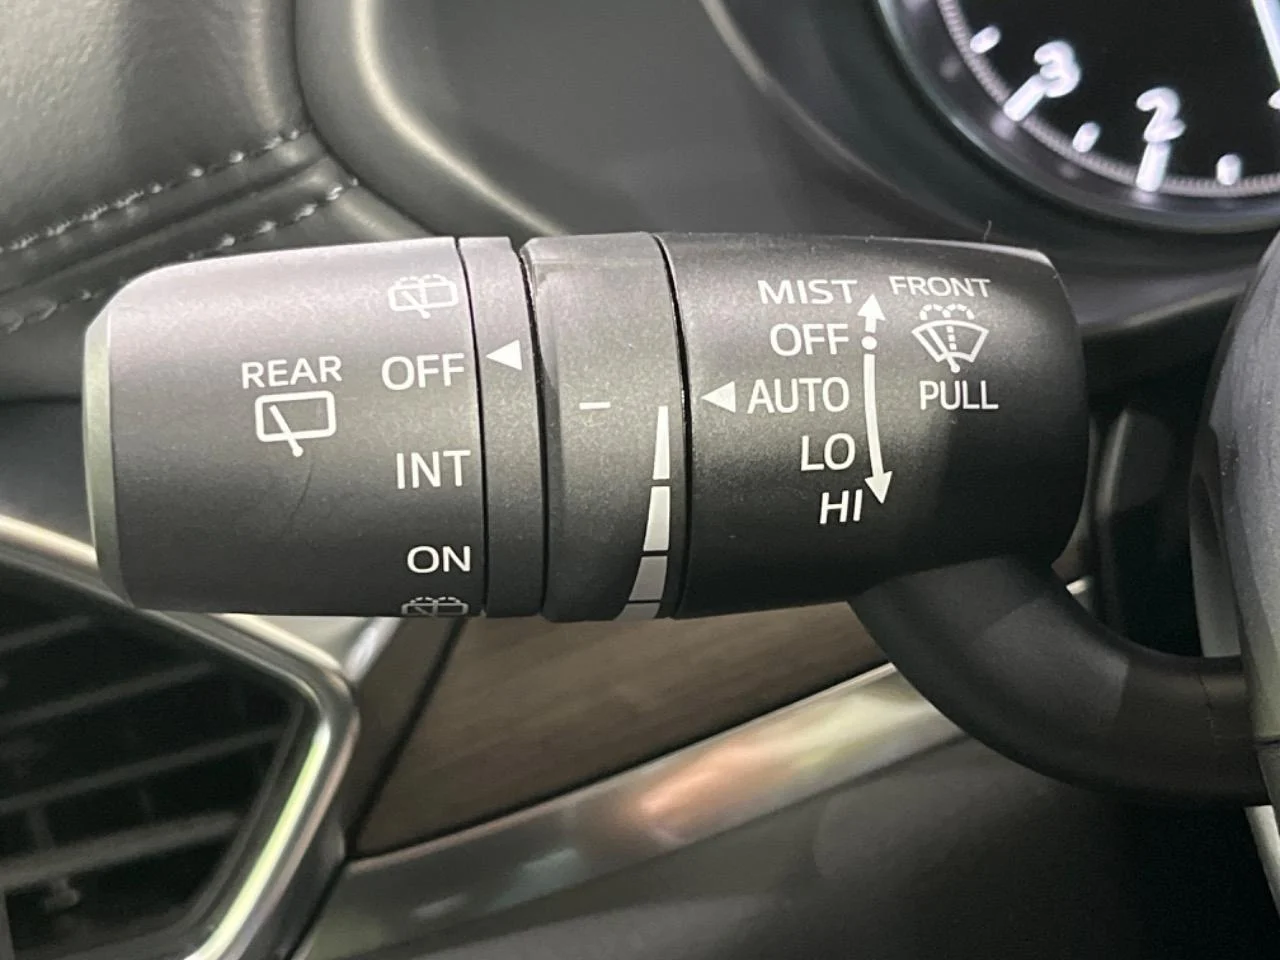 3
2
MIST
OFF
AUTO
LO
HI
FRONT
PULL
REAR
OFF
INT
ON